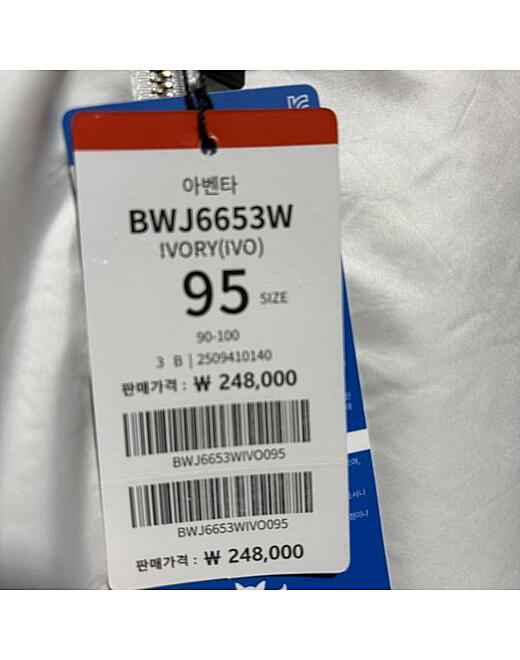 아벤타
BWJ6653W
IVORY(IVO)
95 SIZE
90-100
3 B | 2509410140
판매가격 : ₩ 248,000
BWJ6653WIVO095
BWJ6653WIVO095
판매가격 : ₩ 248,000